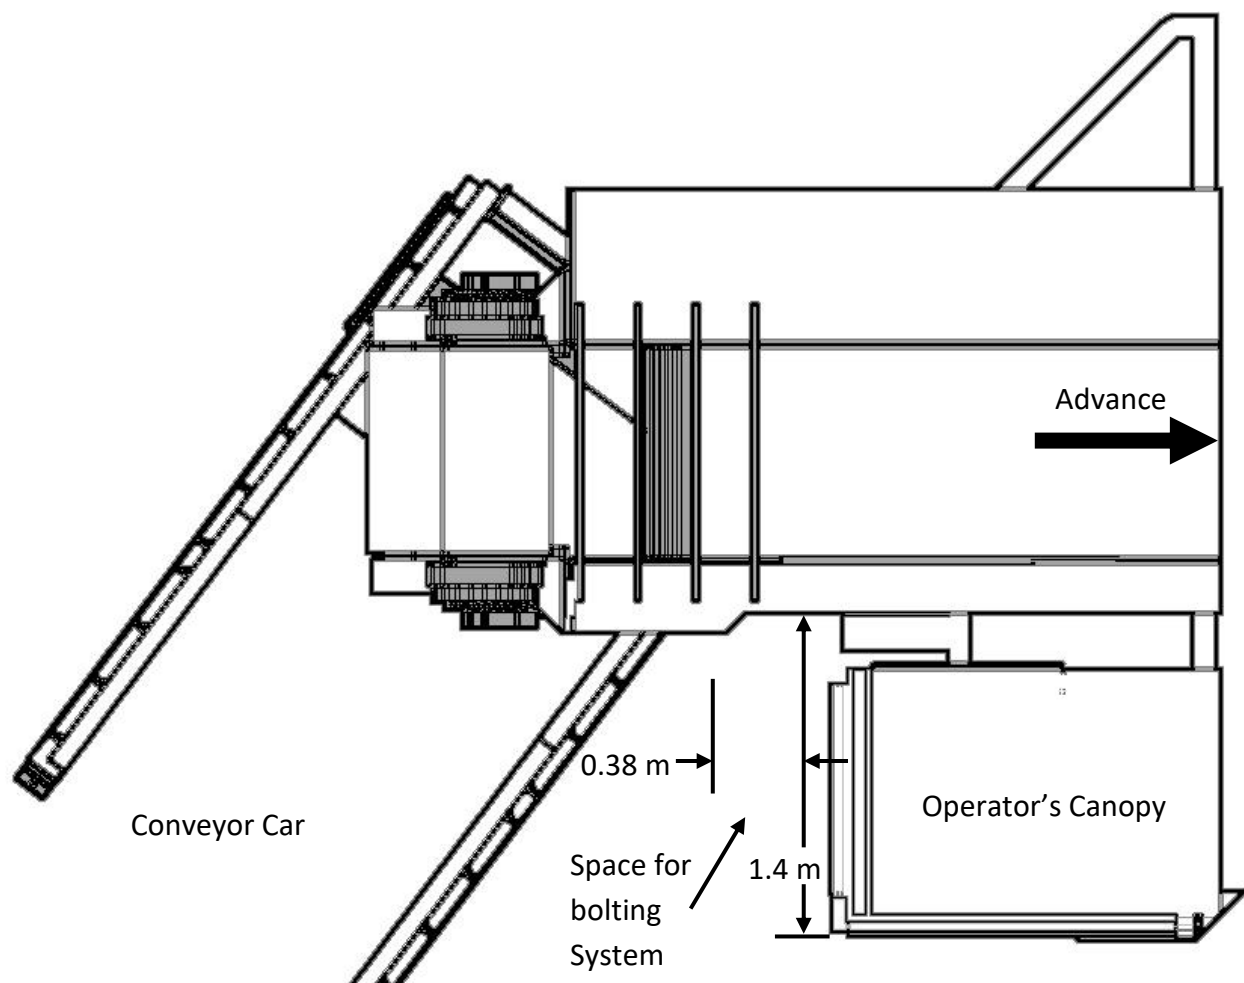 Advance
0.38 m
Operator’s Canopy
Conveyor Car
Space for
bolting
System
1.4 m